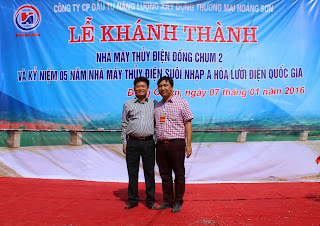 CÔNG TY CP ĐẦU TƯ NĂNG LƯỢNG XÂY DỰNG THƯƠNG MẠI HOÀNG SƠN
LỄ KHÁNH THÀNH
NHÀ MÁY THỦY ĐIỆN ĐÔNG CHUM 2
VÀ KỶ NIỆM 05 NĂM NHÀ MÁY THỦY ĐIỆN SUỐI NHẠP A HÒA LƯỚI ĐIỆN QUỐC GIA
ngày 07 tháng 01 năm 2016